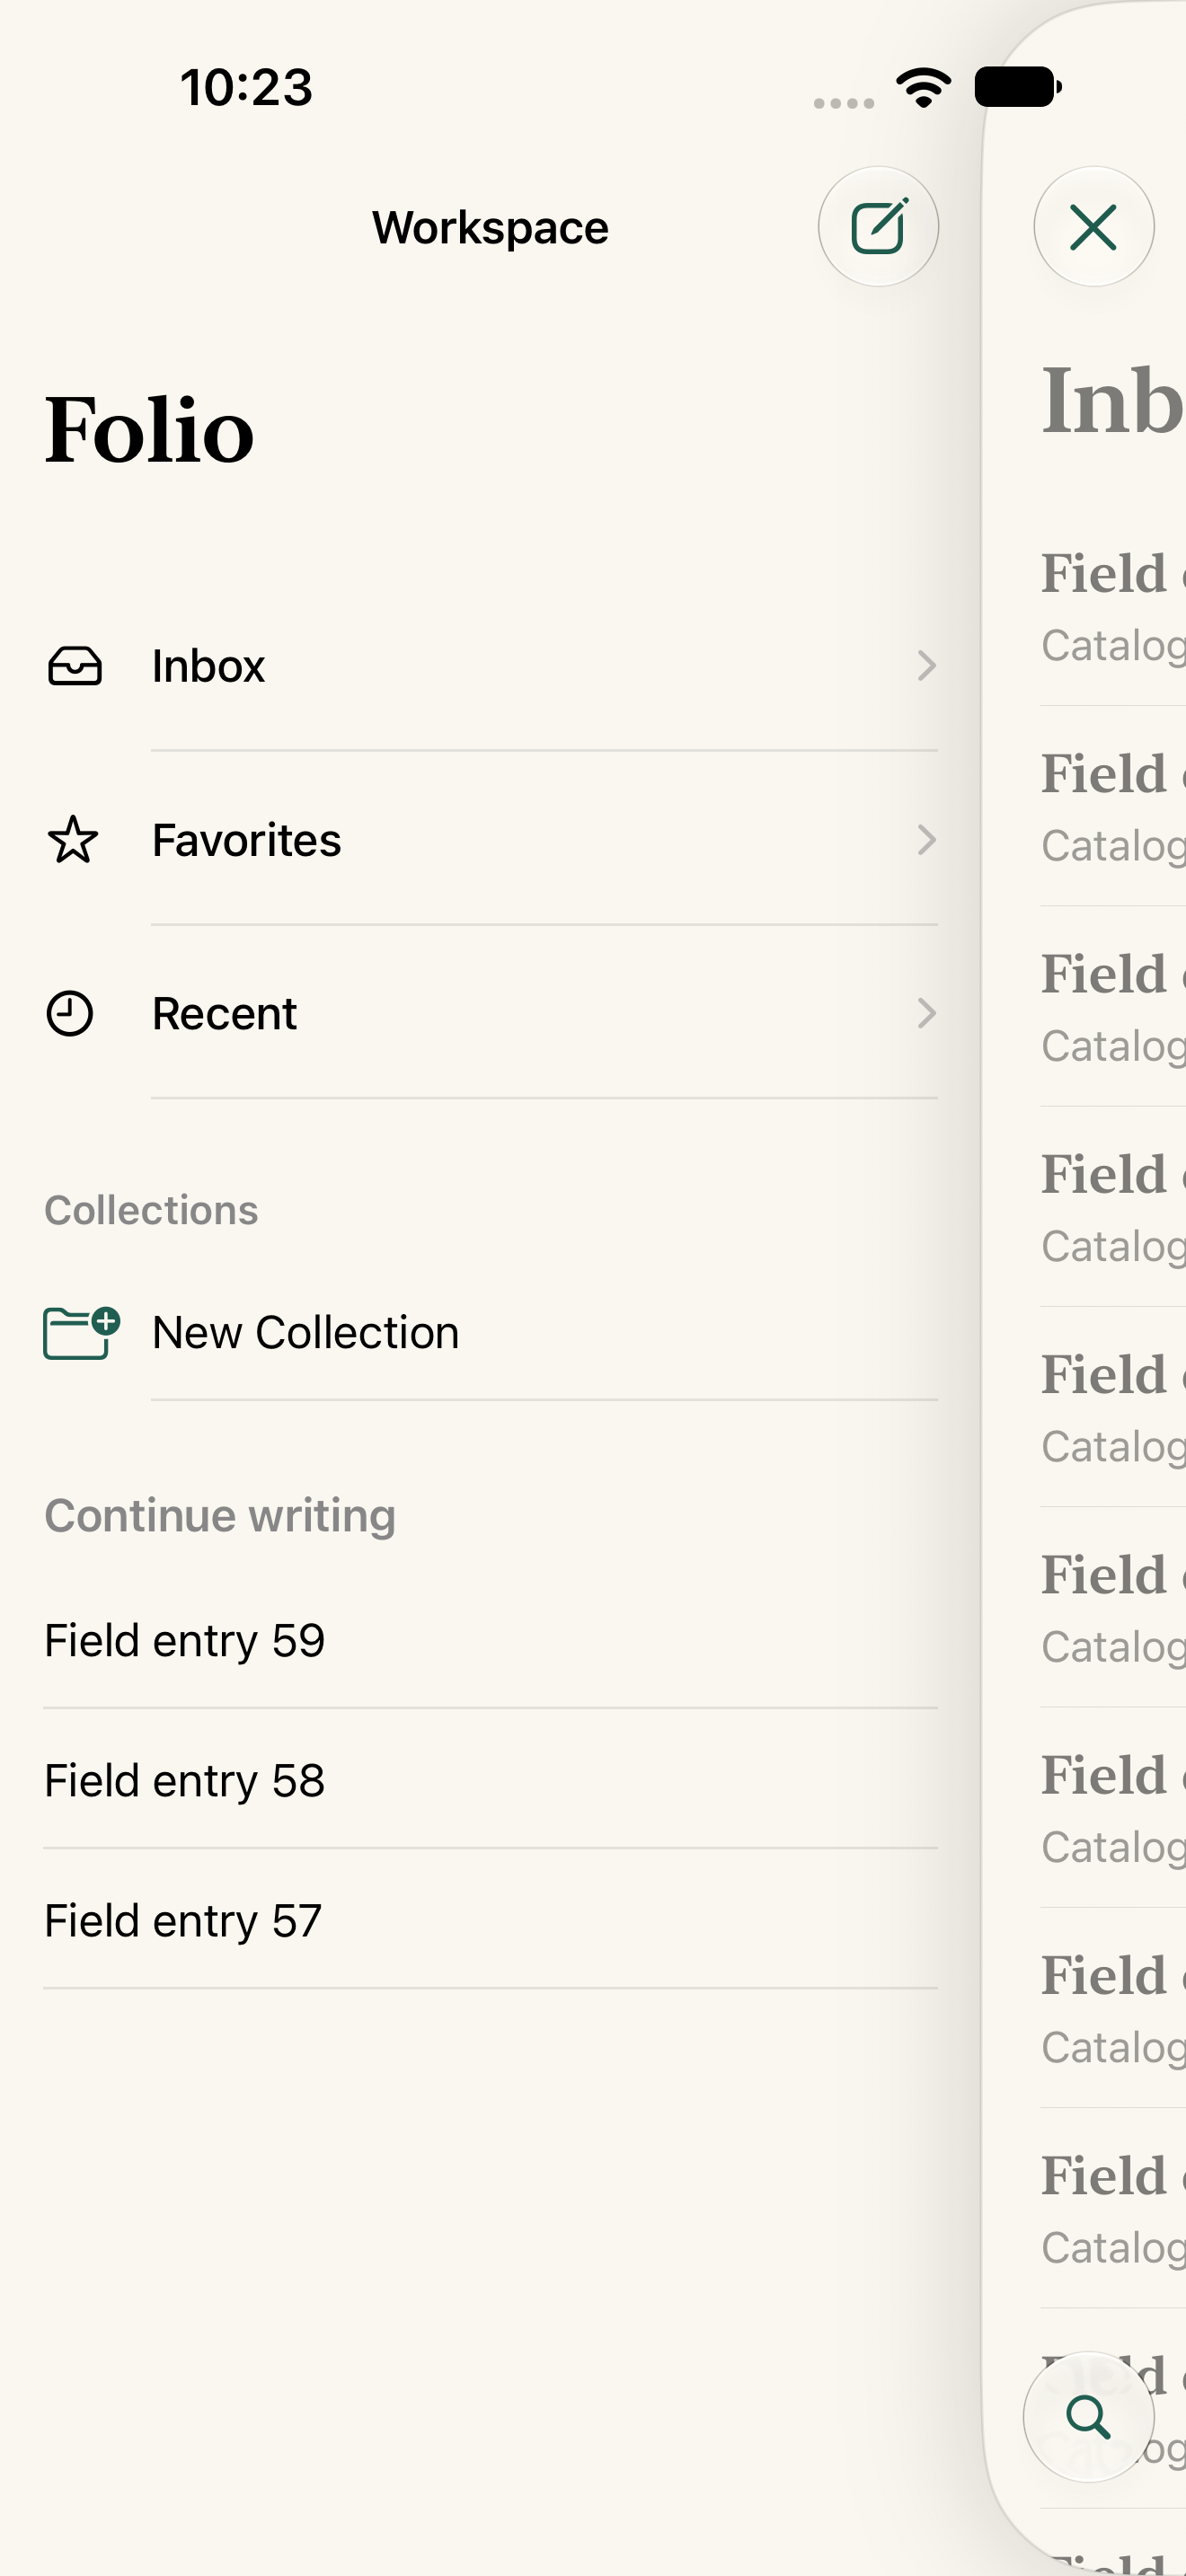 10:23
Workspace
Folio
Inbox
Favorites
Recent
Collections
New Collection
Continue writing
Field entry 59
Field entry 58
Field entry 57
Inb
Field
Catalog
Field
Catalog
Field
Catalog
Field
Catalog
Field
Catalog
Field
Catalog
Field
Catalog
Field
Catalog
Field
Catalog